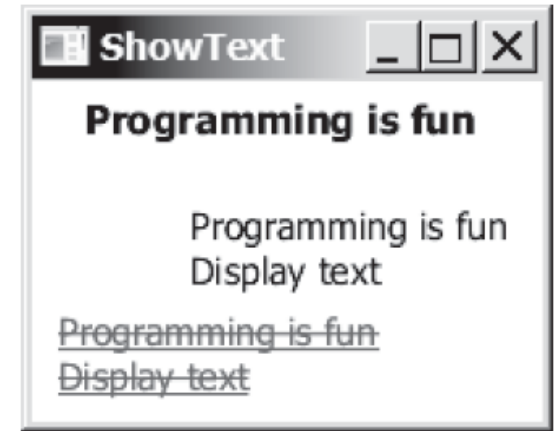 ShowText
Programming is fun
Programming is fun
Display text
Programming is fun
Display text